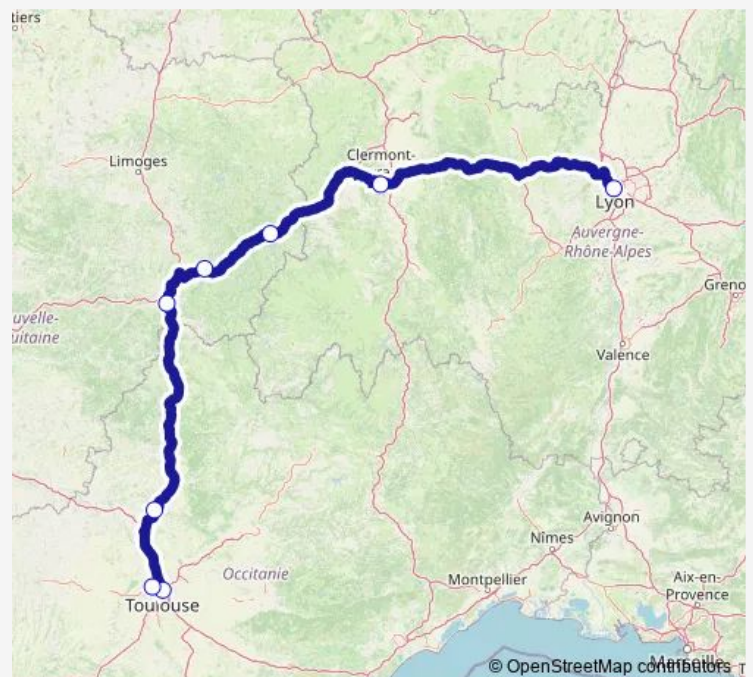 tiers
Limoges
Clermont-
Lyon
Auvergne-
Rhône-Alpes
Greno
uvelle-
uitaine
Valence
Avignon
Nîmes
Occitanie
Montpellier
Aix-en-
Provence
Toulouse
Marseille
© OpenStreetMap contributors